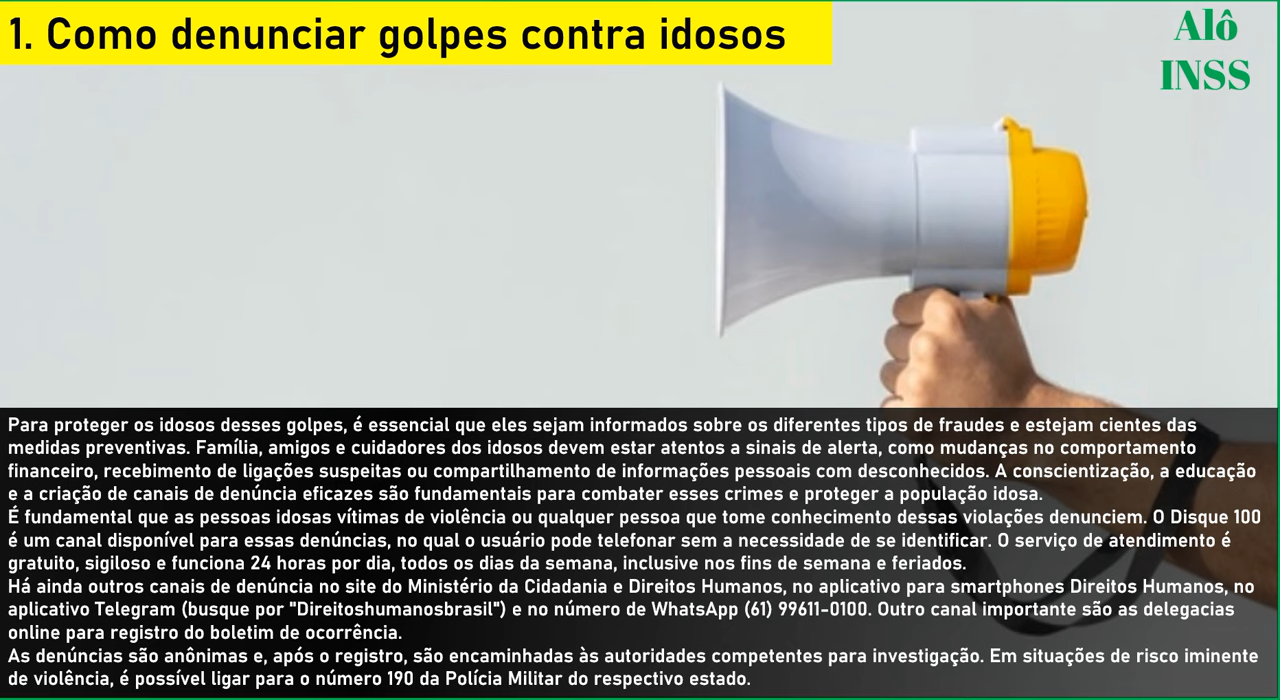 1. Como denunciar golpes contra idosos
Alô
INSS
Para proteger os idosos desses golpes, é essencial que eles sejam informados sobre os diferentes tipos de fraudes e estejam cientes das
medidas preventivas. Família, amigos e cuidadores dos idosos devem estar atentos a sinais de alerta, como mudanças no comportamento
financeiro, recebimento de ligações suspeitas ou compartilhamento de informações pessoais com desconhecidos. A conscientização, a educação
e a criação de canais de denúncia eficazes são fundamentais para combater esses crimes e proteger a população idosa.
É fundamental que as pessoas idosas vítimas de violência ou qualquer pessoa que tome conhecimento dessas violações denunciem. O Disque 100
é um canal disponível para essas denúncias, no qual o usuário pode telefonar sem a necessidade de se identificar. O serviço de atendimento é
gratuito, sigiloso e funciona 24 horas por dia, todos os dias da semana, inclusive nos fins de semana e feriados.
Há ainda outros canais de denúncia no site do Ministério da Cidadania e Direitos Humanos, no aplicativo para smartphones Direitos Humanos, no
aplicativo Telegram (busque por "Direitoshumanosbrasil") e no número de WhatsApp (61) 99611-0100. Outro canal importante são as delegacias
online para registro do boletim de ocorrência.
As denúncias são anônimas e, após o registro, são encaminhadas às autoridades competentes para investigação. Em situações de risco iminente
de violência, é possível ligar para o número 190 da Polícia Militar do respectivo estado.